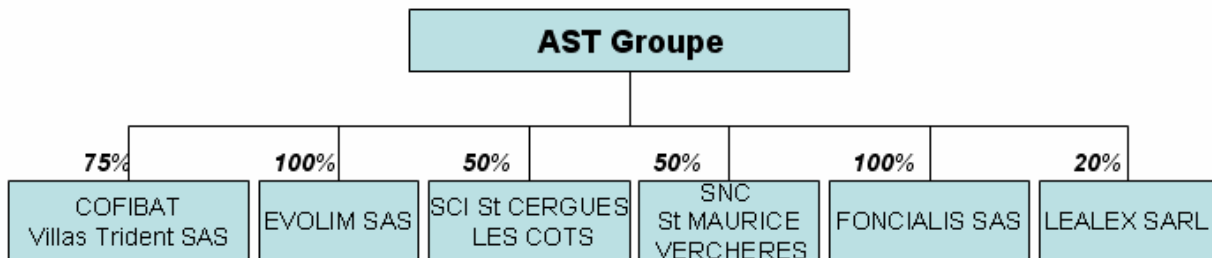 AST Groupe
75% 100% 50% 50% 100% 20%
COFIBAT
Villas Trident SAS
EVOLIM SAS
SCI St CERGUES
LES COTS
SNC
St MAURICE
VERCHERES
FONCIALIS SAS
LEALEX SARL